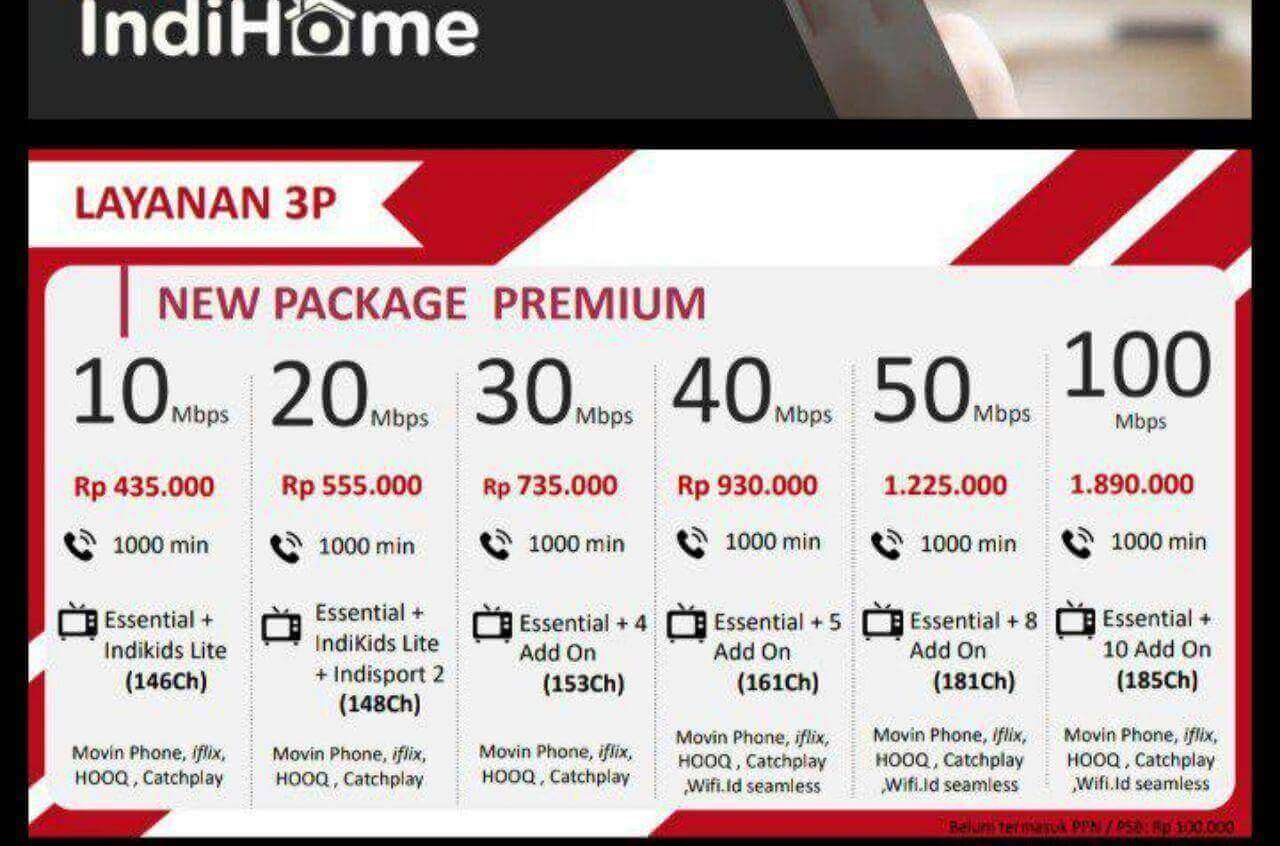 IndiHome
LAYANAN 3P
NEW PACKAGE PREMIUM
10 Mbps
Rp 435.000
1000 min
Essential +
Indikids Lite
(146Ch)
Movin Phone, iflix,
HOOQ , Catchplay
20 Mbps
Rp 555.000
1000 min
Essential +
IndiKids Lite
+ Indisport 2
(148Ch)
Movin Phone, iflix,
HOOQ , Catchplay
30 Mbps
Rp 735.000
1000 min
Essential + 4
Add On
(153Ch)
Movin Phone, iflix,
HOOQ , Catchplay
40 Mbps
Rp 930.000
1000 min
Essential + 5
Add On
(161Ch)
Movin Phone, iflix,
HOOQ , Catchplay
,Wifi.Id seamless
50 Mbps
1.225.000
1000 min
Essential + 8
Add On
(181Ch)
Movin Phone, iflix,
HOOQ , Catchplay
,Wifi.Id seamless
100
Mbps
1.890.000
1000 min
Essential +
10 Add On
(185Ch)
Movin Phone, iflix,
HOOQ , Catchplay
,Wifi.Id seamless
Belum termasuk PPN / PSB: Rp 100.000